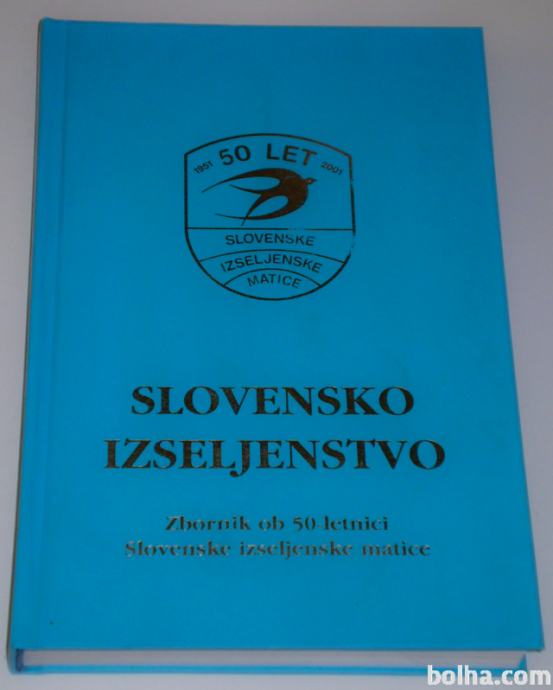 1951 50 LET 2001
SLOVENSKE
IZSELJENSKE
MATICE
SLOVENSKO
IZSELJENSTVO
Zbornik ob 50-letnici
Slovenske izseljenske matice
bolha.com